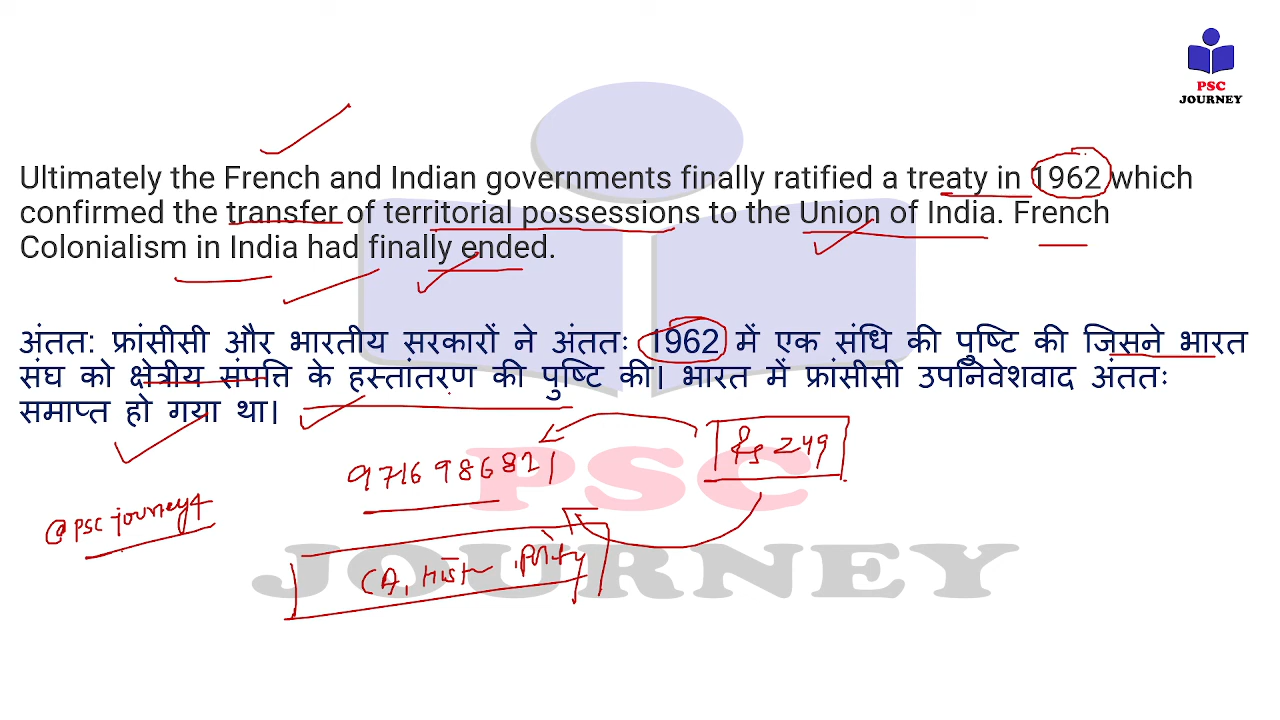 PSC
JOURNEY
Ultimately the French and Indian governments finally ratified a treaty in 1962 which
confirmed the transfer of territorial possessions to the Union of India. French
Colonialism in India had finally ended.
अंतत: फ्रांसीसी और भारतीय सरकारों ने अंततः 1962 में एक संधि की पुष्टि की जिसने भारत
संघ को क्षेत्रीय संपत्ति के हस्तांतरण की पुष्टि की। भारत में फ्रांसीसी उपनिवेशवाद अंततः
समाप्त हो गया था।
Rs 249
9716986821
@psc journey4
CA, Hist, polity
PSC
JOURNEY